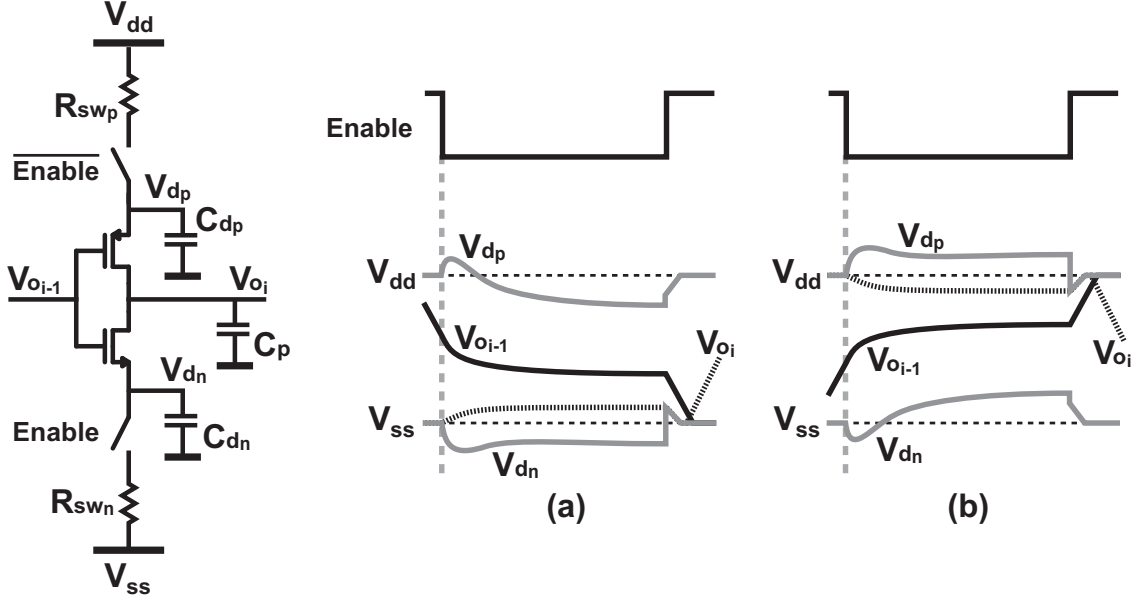 Vdd
Rswp
Enable
Vdp
Cdp
Voi-1
Voi
Cp
Vdn
Enable
Cdn
Rswn
Vss
Enable
Vdp
Vdd
Voi-1
Voi
Vss
Vdn
(a)
Vdp
Vdd
Voi-1
Voi
Vss
Vdn
(b)